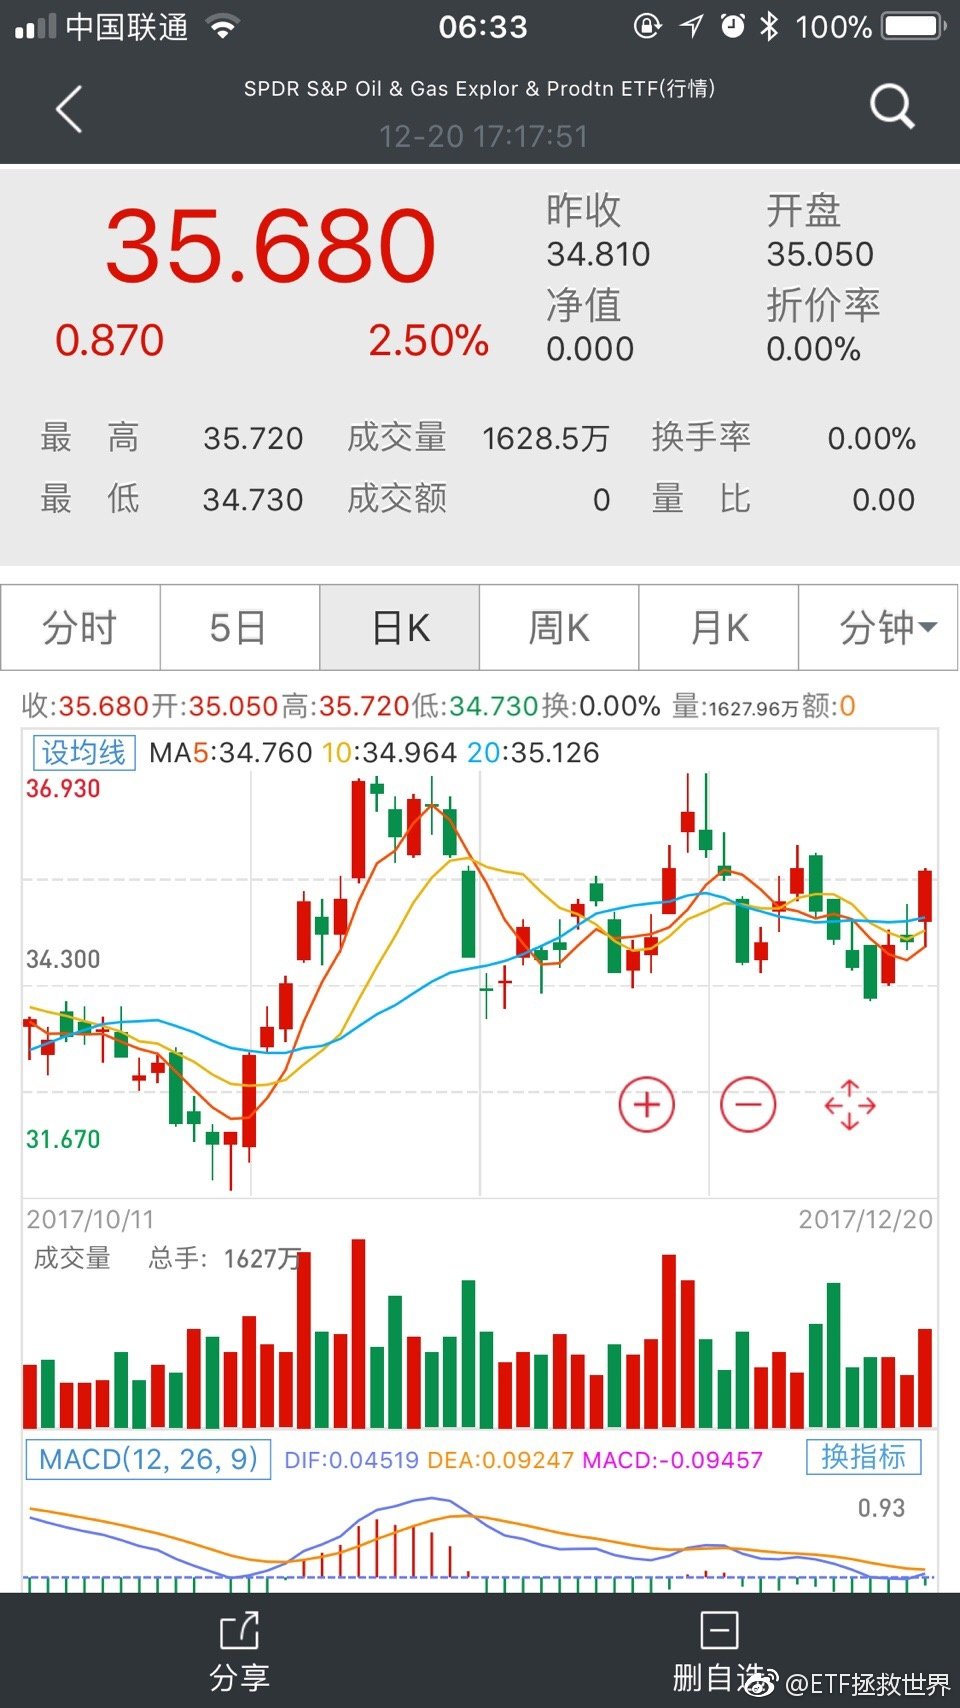 中国联通 06:33 100%
SPDR S&P Oil & Gas Explor & Prodtn ETF(行情)
12-20 17:17:51
35.680
0.870 2.50%
昨收 开盘
34.810 35.050
净值 折价率
0.000 0.00%
最高 35.720 成交量 1628.5万 换手率 0.00%
最低 34.730 成交额 0 量比 0.00
分时 5日 日K 周K 月K 分钟
收:35.680开:35.050高:35.720低:34.730换:0.00% 量:1627.96万额:0
设均线 MA5:34.760 10:34.964 20:35.126
36.930
34.300
31.670
2017/10/11 2017/12/20
成交量 总手: 1627万
MACD(12, 26, 9) DIF:0.04519 DEA:0.09247 MACD:-0.09457 换指标
0.93
分享 删自选
@ETF拯救世界